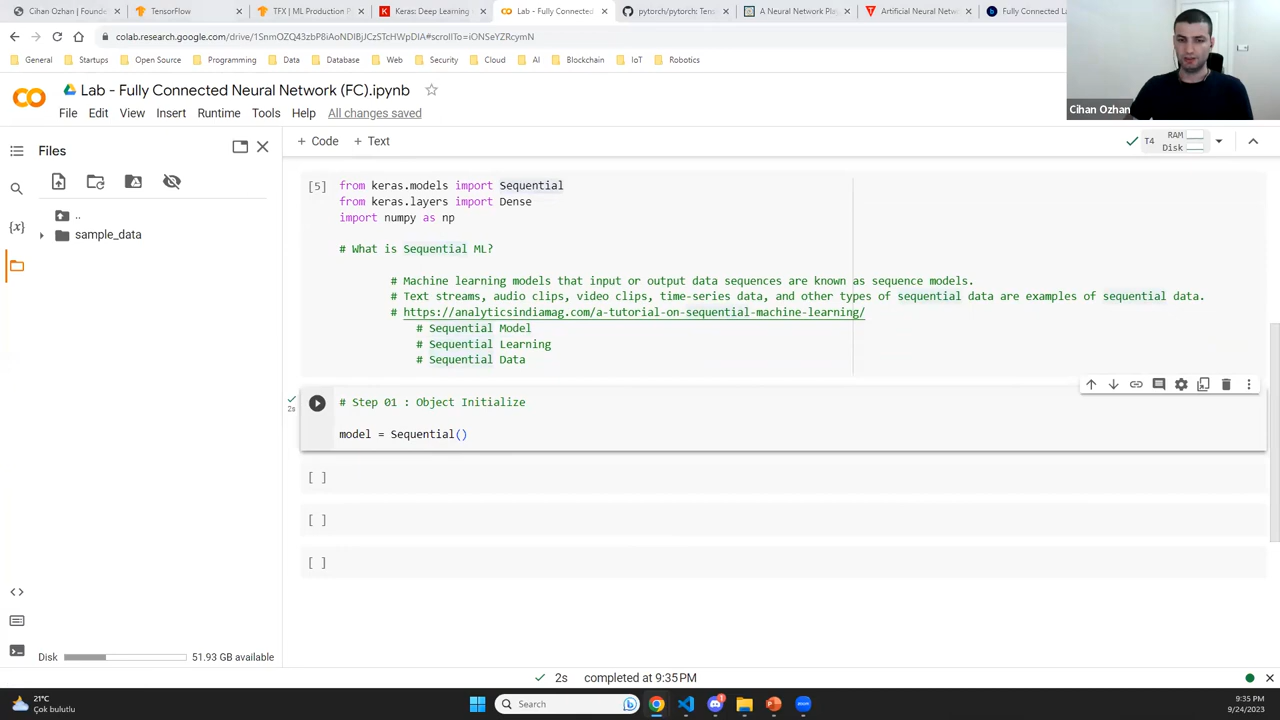 Cihan Ozhan | Founde
TensorFlow
TFX | ML Production P
Keras: Deep Learning
Lab - Fully Connected
pytorch/pytorch: Tens
A Neural Network Play
Artificial Neural Netwo
Fully Connected La
colab.research.google.com/drive/1SnmOZQ43zbP8iAoNDIBjJCzSTcHWpDIA#scrollTo=iONSeYZRcymN
General
Startups
Open Source
Programming
Data
Database
Web
Security
Cloud
AI
Blockchain
IoT
Robotics
Cihan Ozhan
CO
Lab - Fully Connected Neural Network (FC).ipynb
File Edit View Insert Runtime Tools Help All changes saved
Files
+ Code + Text
T4
RAM
Disk
..
sample_data
{x}
[5]
from keras.models import Sequential
from keras.layers import Dense
import numpy as np
# What is Sequential ML?
# Machine learning models that input or output data sequences are known as sequence models.
# Text streams, audio clips, video clips, time-series data, and other types of sequential data are examples of sequential data.
# https://analyticsindiamag.com/a-tutorial-on-sequential-machine-learning/
# Sequential Model
# Sequential Learning
# Sequential Data
2s
# Step 01 : Object Initialize
model = Sequential()
[ ]
[ ]
[ ]
Disk
51.93 GB available
2s completed at 9:35 PM
21°C
Çok bulutlu
Search
zoom
9:35 PM
9/24/2023